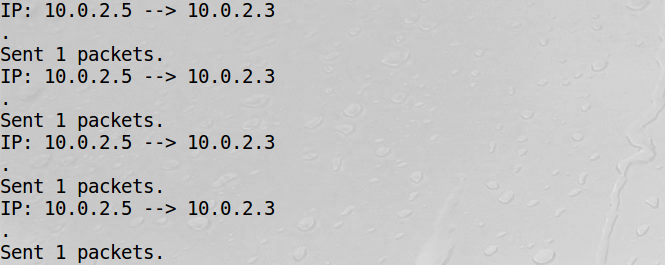 IP: 10.0.2.5 --> 10.0.2.3
.
Sent 1 packets.
IP: 10.0.2.5 --> 10.0.2.3
.
Sent 1 packets.
IP: 10.0.2.5 --> 10.0.2.3
.
Sent 1 packets.
IP: 10.0.2.5 --> 10.0.2.3
.
Sent 1 packets.